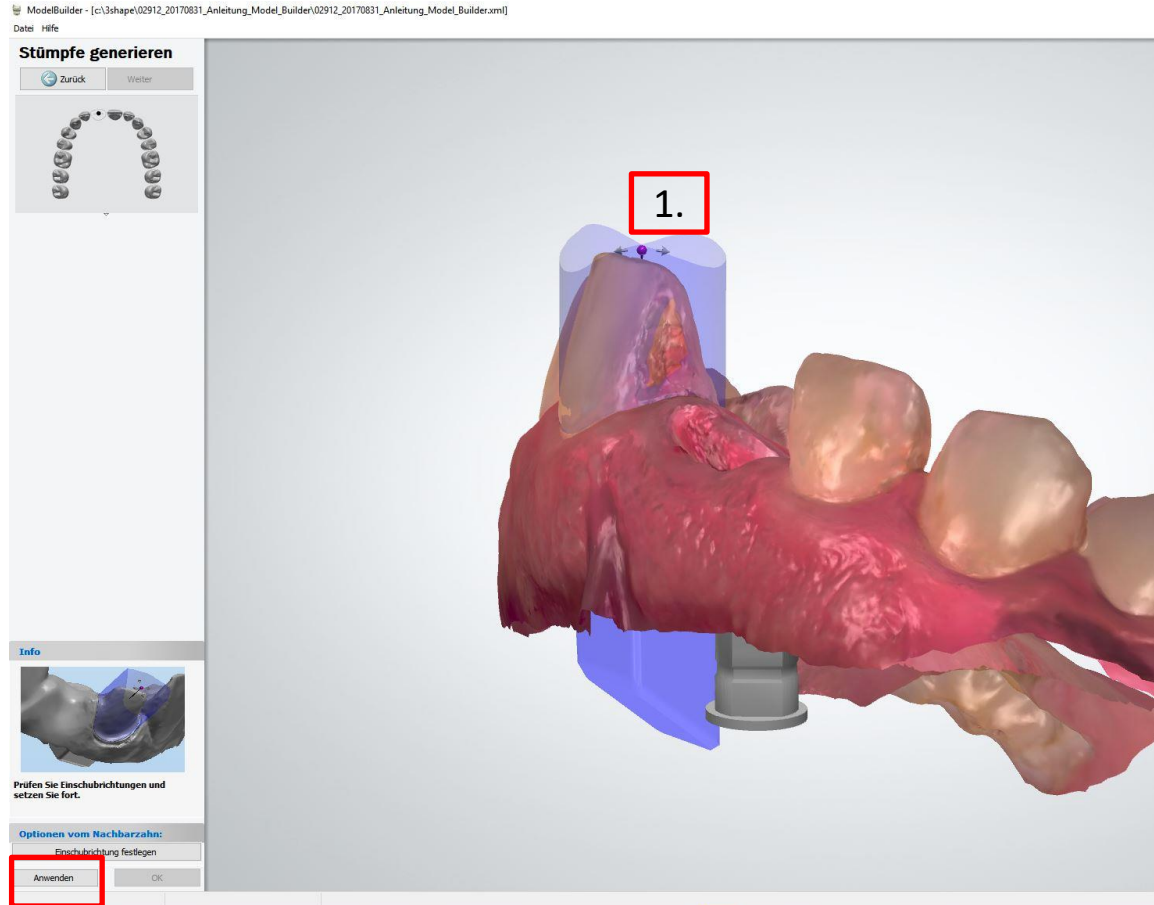 ModelBuilder - [c:\3shape\02912_20170831_Anleitung_Model_Builder\02912_20170831_Anleitung_Model_Builder.xml]
Datei Hilfe
Stümpfe generieren
Zurück Weiter
1.
Info
Prüfen Sie Einschubrichtungen und
setzen Sie fort.
Optionen vom Nachbarzahn:
Einschubrichtung festlegen
Anwenden OK